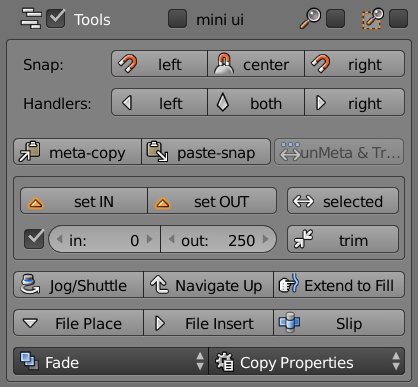 Tools mini ui
Snap: left center right
Handlers: left both right
meta-copy paste-snap unMeta & Tr...
set IN set OUT selected
in: 0 out: 250 trim
Jog/Shuttle Navigate Up Extend to Fill
File Place File Insert Slip
Fade Copy Properties